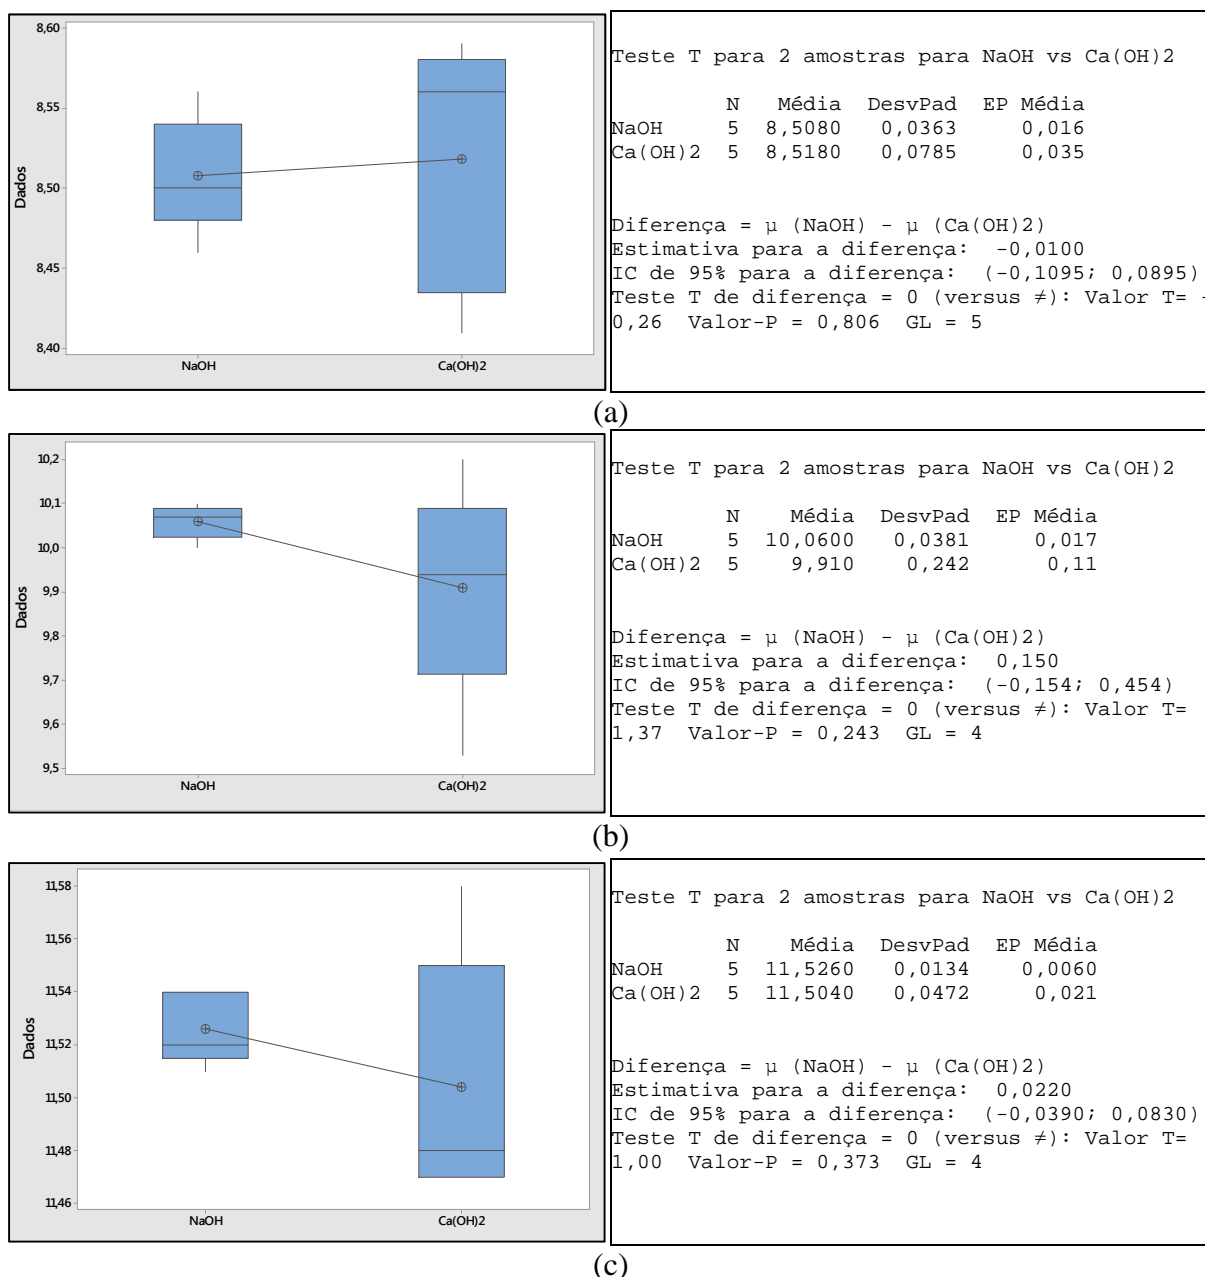 8,60
8,55
8,50
8,45
8,40
Dados
NaOH Ca(OH)2
Teste T para 2 amostras para NaOH vs Ca(OH)2
N Média DesvPad EP Média
NaOH 5 8,5080 0,0363 0,016
Ca(OH)2 5 8,5180 0,0785 0,035
Diferença = μ (NaOH) - μ (Ca(OH)2)
Estimativa para a diferença: -0,0100
IC de 95% para a diferença: (-0,1095; 0,0895)
Teste T de diferença = 0 (versus ≠): Valor T= -
0,26 Valor-P = 0,806 GL = 5
(a)
10,2
10,1
10,0
9,9
9,8
9,7
9,6
9,5
Dados
NaOH Ca(OH)2
Teste T para 2 amostras para NaOH vs Ca(OH)2
N Média DesvPad EP Média
NaOH 5 10,0600 0,0381 0,017
Ca(OH)2 5 9,910 0,242 0,11
Diferença = μ (NaOH) - μ (Ca(OH)2)
Estimativa para a diferença: 0,150
IC de 95% para a diferença: (-0,154; 0,454)
Teste T de diferença = 0 (versus ≠): Valor T=
1,37 Valor-P = 0,243 GL = 4
(b)
11,58
11,56
11,54
11,52
11,50
11,48
11,46
Dados
NaOH Ca(OH)2
Teste T para 2 amostras para NaOH vs Ca(OH)2
N Média DesvPad EP Média
NaOH 5 11,5260 0,0134 0,0060
Ca(OH)2 5 11,5040 0,0472 0,021
Diferença = μ (NaOH) - μ (Ca(OH)2)
Estimativa para a diferença: 0,0220
IC de 95% para a diferença: (-0,0390; 0,0830)
Teste T de diferença = 0 (versus ≠): Valor T=
1,00 Valor-P = 0,373 GL = 4
(c)